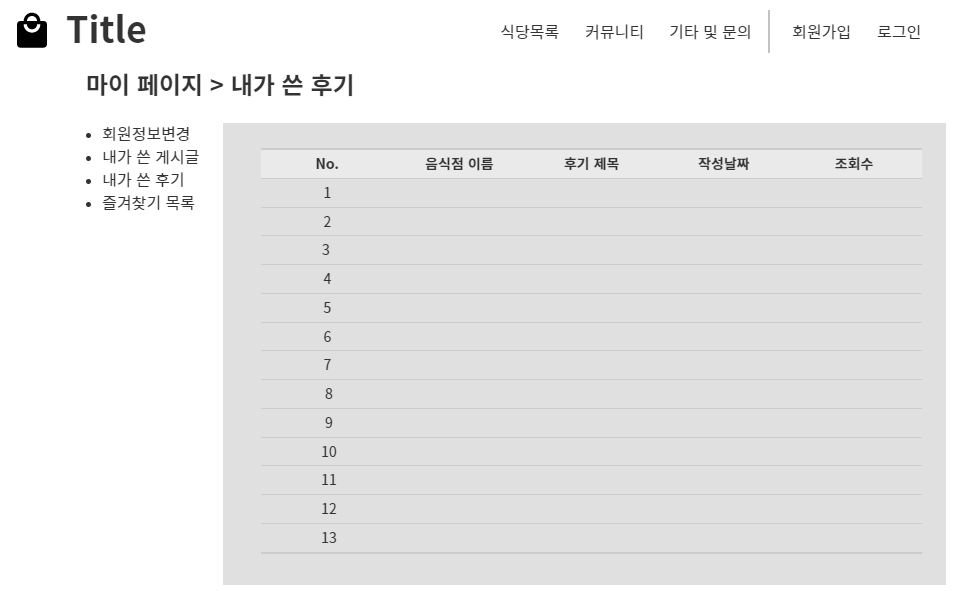 Title 식당목록 커뮤니티 기타 및 문의 회원가입 로그인
마이 페이지 > 내가 쓴 후기
• 회원정보변경
• 내가 쓴 게시글
• 내가 쓴 후기
• 즐겨찾기 목록
No. 음식점 이름 후기 제목 작성날짜 조회수
1
2
3
4
5
6
7
8
9
10
11
12
13